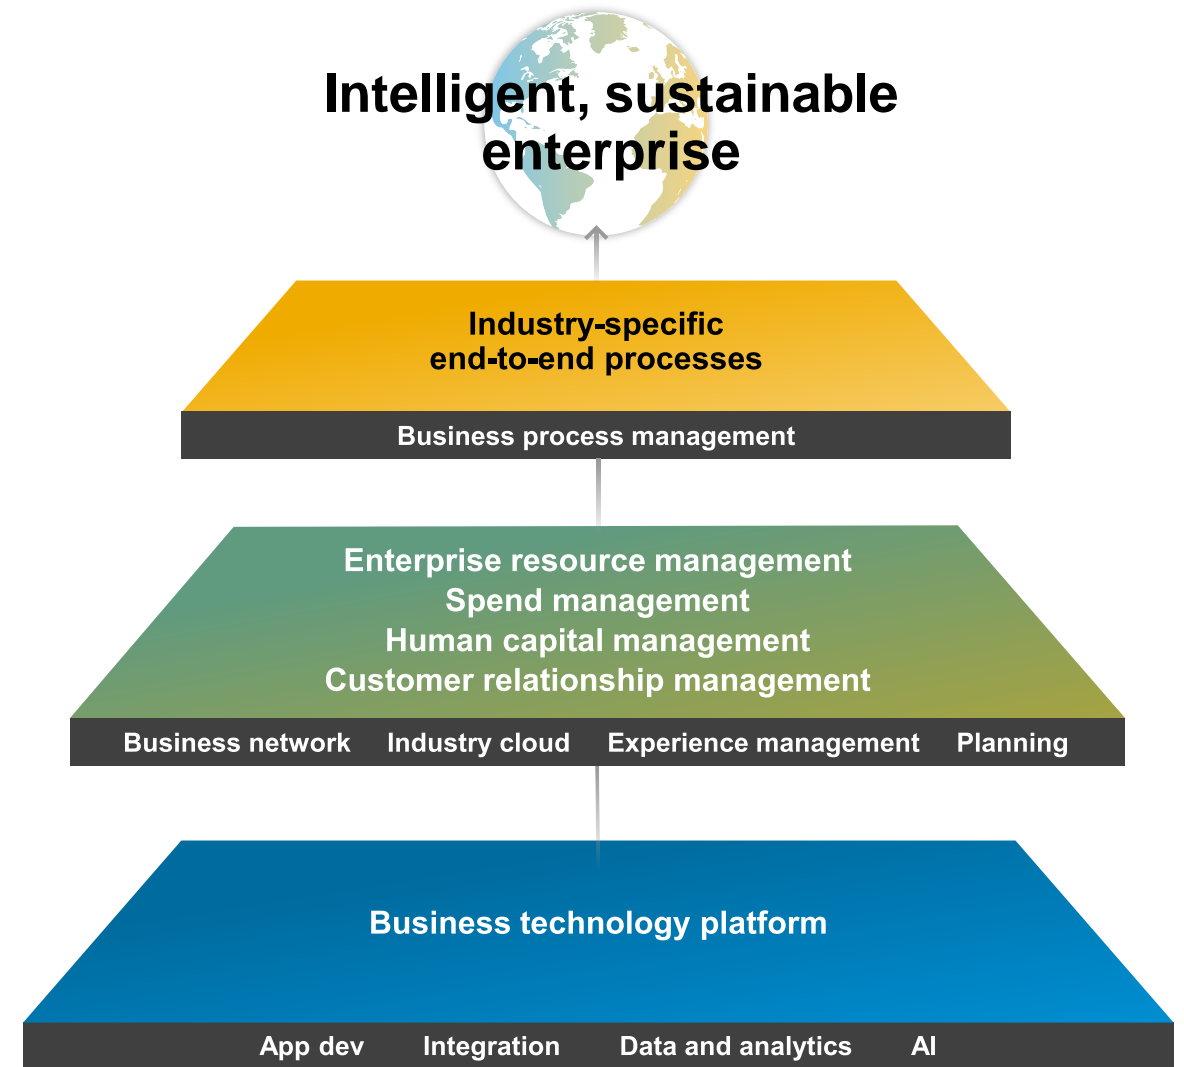 Intelligent, sustainable
enterprise
Industry-specific
end-to-end processes
Business process management
Enterprise resource management
Spend management
Human capital management
Customer relationship management
Business network Industry cloud Experience management Planning
Business technology platform
App dev Integration Data and analytics AI